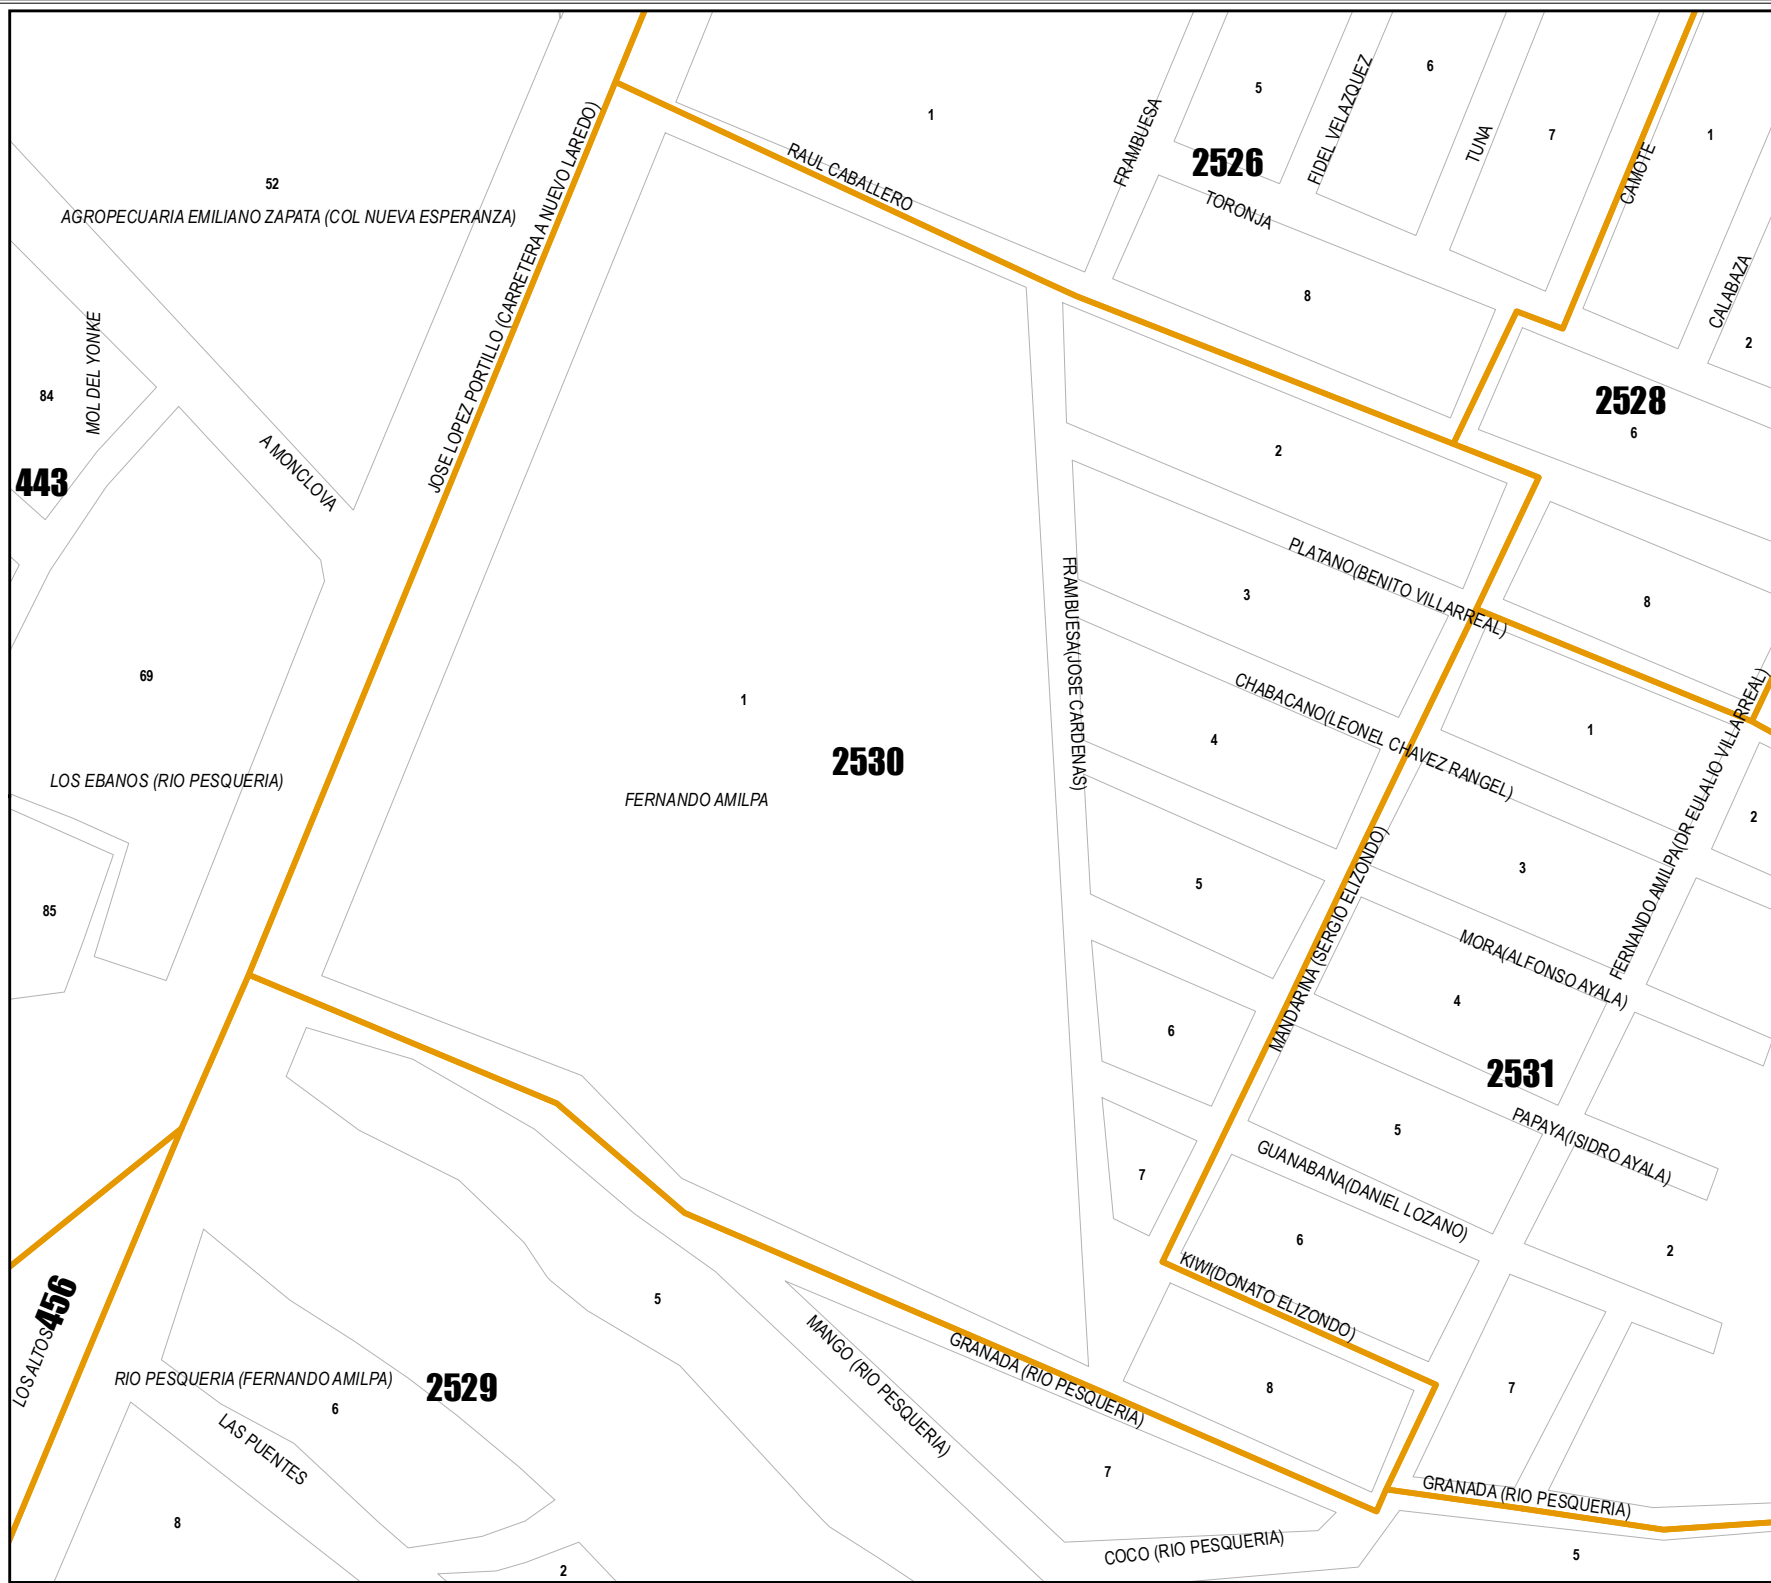 1
5
6
7
1
FRAMBUESA
FIDEL VELAZQUEZ
TUNA
CAMOTE
2526
RAUL CABALLERO
TORONJA
52
AGROPECUARIA EMILIANO ZAPATA (COL NUEVA ESPERANZA)
JOSE LOPEZ PORTILLO (CARRETERA A NUEVO LAREDO)
8
CALABAZA
2
MOL DEL YONKE
84
2528
6
443
A MONCLOVA
2
PLATANO(BENITO VILLARREAL)
3
8
FRAMBUESA(JOSE CARDENAS)
69
1
CHABACANO(LEONEL CHAVEZ RANGEL)
4
1
2530
LOS EBANOS (RIO PESQUERIA)
FERNANDO AMILPA
FERNANDO AMILPA(DR EULALIO VILLARREAL)
2
3
5
85
MANDARINA (SERGIO ELIZONDO)
MORA(ALFONSO AYALA)
4
6
2531
5
PAPAYA(ISIDRO AYALA)
7
GUANABANA(DANIEL LOZANO)
6
2
KIWI(DONATO ELIZONDO)
456
LOS ALTOS
5
MANGO (RIO PESQUERIA)
GRANADA (RIO PESQUERIA)
RIO PESQUERIA (FERNANDO AMILPA)
2529
8
7
6
LAS PUENTES
7
GRANADA (RIO PESQUERIA)
8
COCO (RIO PESQUERIA)
5
2